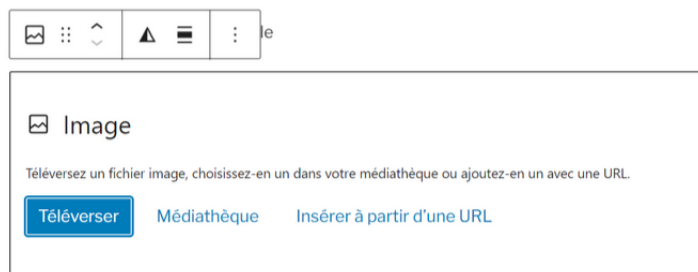 le
Image
Téléversez un fichier image, choisissez-en un dans votre médiathèque ou ajoutez-en un avec une URL.
Téléverser Médiathèque Insérer à partir d'une URL